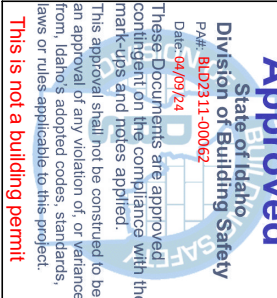 Approved
State of Idaho
Division of Building Safety
PA#: BLD2311-00062
Date: 04/09/24
These Documents are approved
contingent on the compliance with the
mark-ups and notes applied.
This approval shall not be construed to be
an approval of any violation of, or variance
from, Idaho's adopted codes, standards,
laws or rules applicable to this project.
This is not a building permit